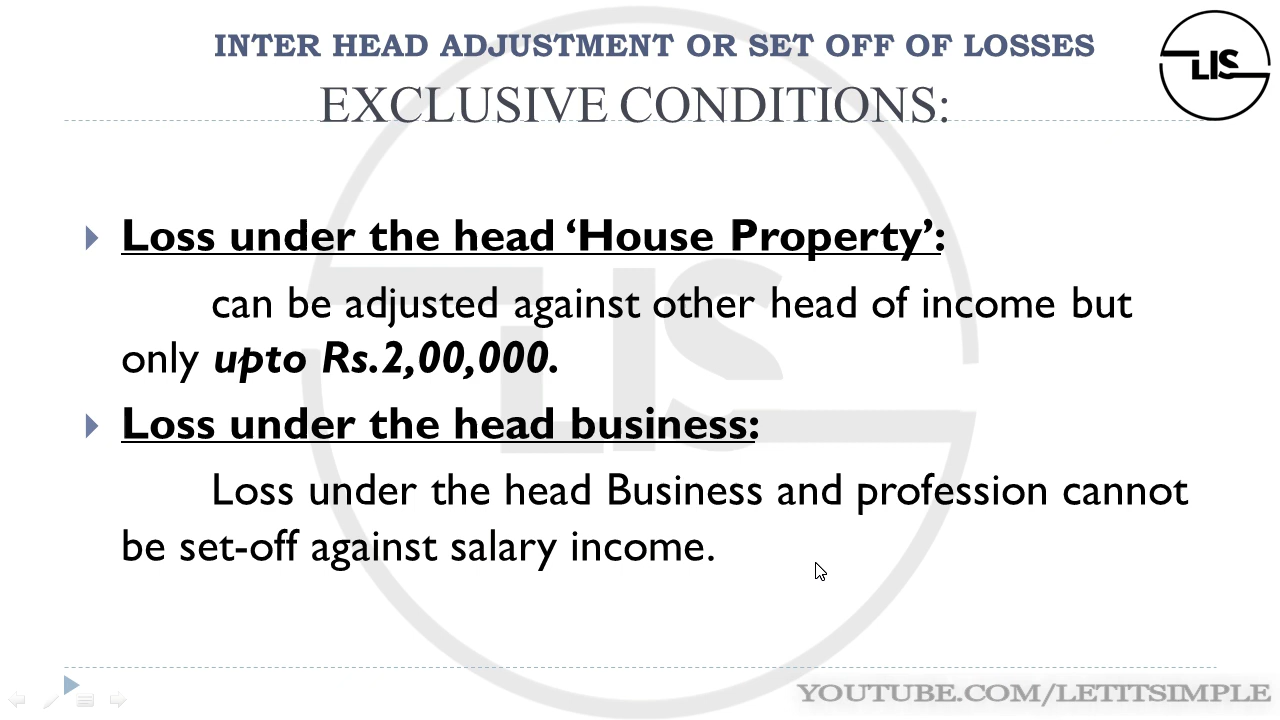 INTER HEAD ADJUSTMENT OR SET OFF OF LOSSES
LIS
EXCLUSIVE CONDITIONS:
Loss under the head ‘House Property’:
can be adjusted against other head of income but
only upto Rs.2,00,000.
Loss under the head business:
Loss under the head Business and profession cannot
be set-off against salary income.
YOUTUBE.COM/LETITSIMPLE